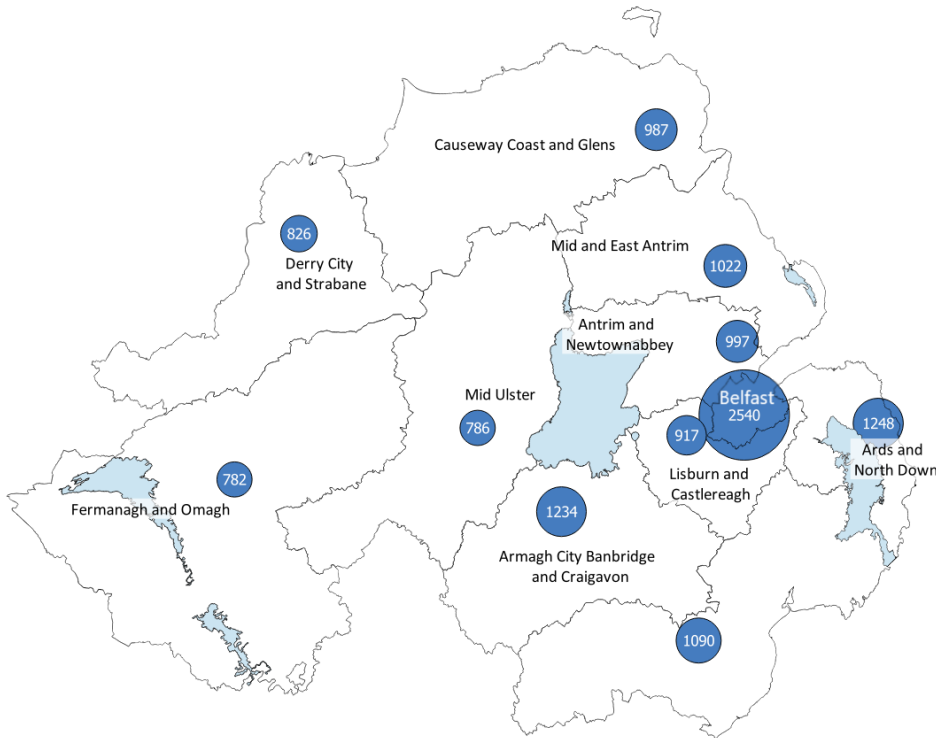 987
Causeway Coast and Glens
826
Derry City
and Strabane
Mid and East Antrim
1022
Antrim and
Newtownabbey
997
Mid Ulster
786
Belfast
2540
917
Lisburn and
Castlereagh
1248
Ards and
North Down
782
Fermanagh and Omagh
1234
Armagh City Banbridge
and Craigavon
1090